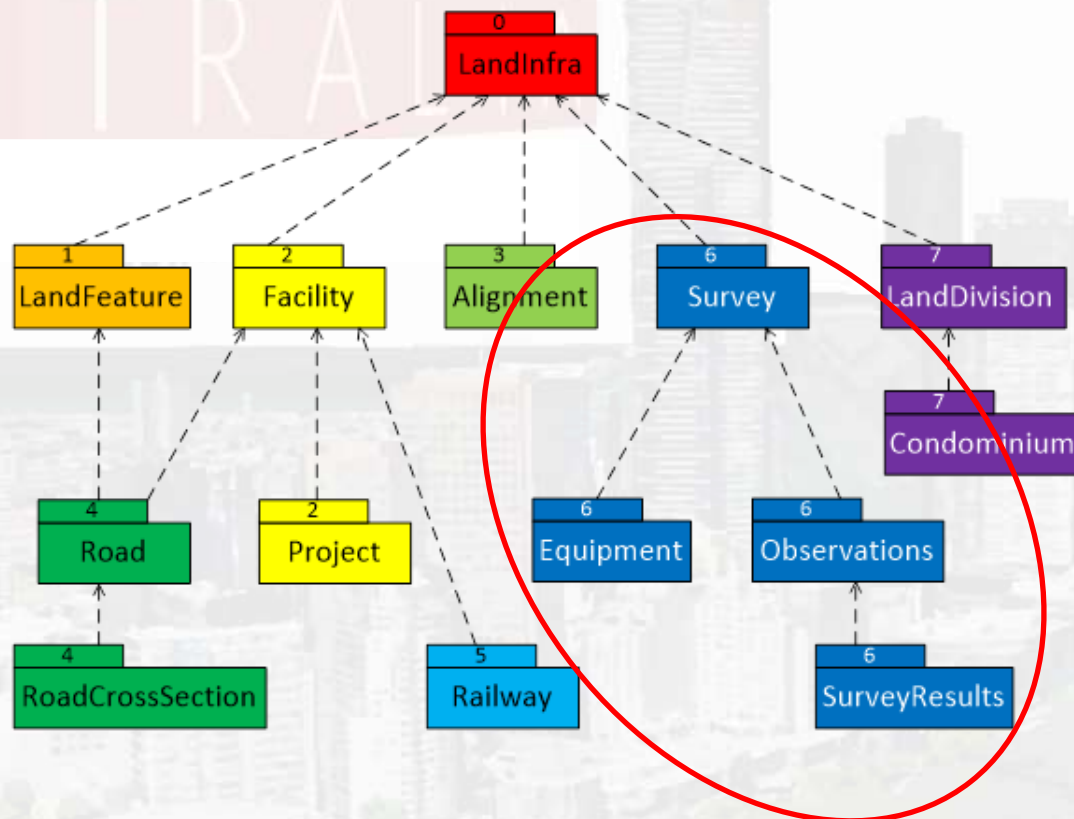 TRAL
0
LandInfra
1
LandFeature
2
Facility
3
Alignment
6
Survey
7
LandDivision
7
Condominium
4
Road
2
Project
6
Equipment
6
Observations
4
RoadCrossSection
5
Railway
6
SurveyResults